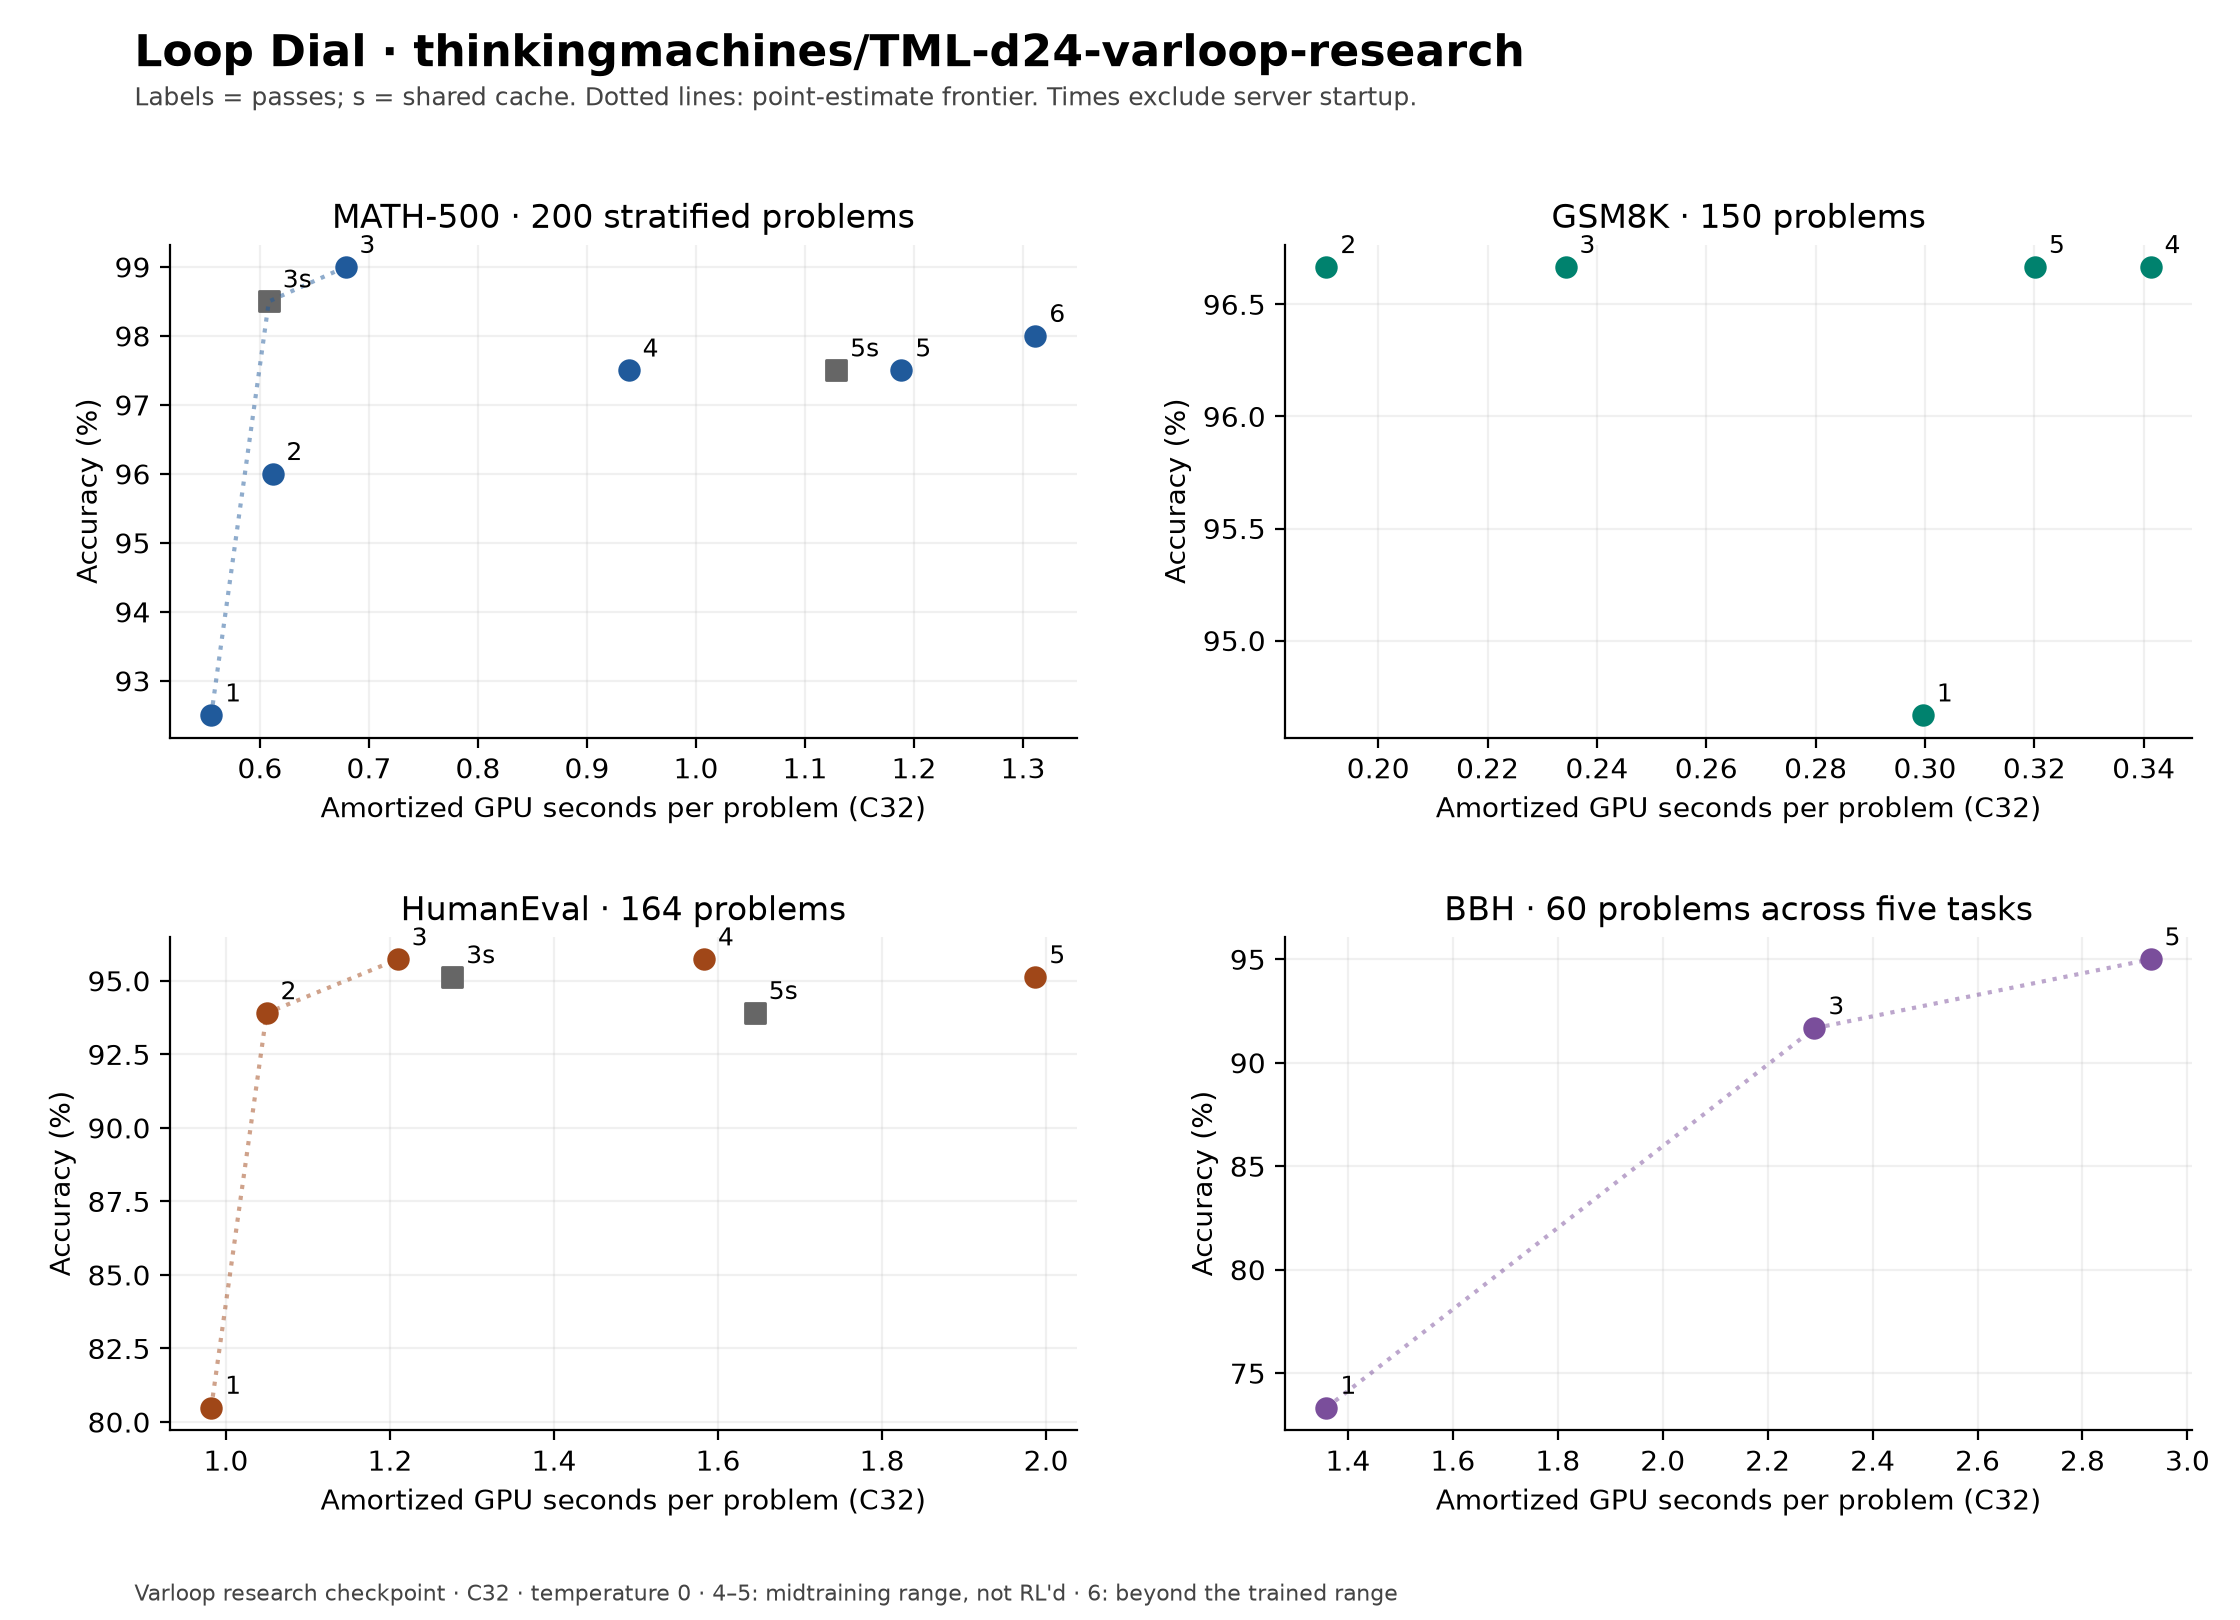 Loop Dial · thinkingmachines/TML-d24-varloop-research
Labels = passes; s = shared cache. Dotted lines: point-estimate frontier. Times exclude server startup.
MATH-500 · 200 stratified problems
Accuracy (%)
99
98
97
96
95
94
93
3
3s
6
4
5s
5
2
1
0.6 0.7 0.8 0.9 1.0 1.1 1.2 1.3
Amortized GPU seconds per problem (C32)
GSM8K · 150 problems
Accuracy (%)
96.5
96.0
95.5
95.0
2
3
5
4
1
0.20 0.22 0.24 0.26 0.28 0.30 0.32 0.34
Amortized GPU seconds per problem (C32)
HumanEval · 164 problems
Accuracy (%)
95.0
92.5
90.0
87.5
85.0
82.5
80.0
3
4
3s
5
2
5s
1
1.0 1.2 1.4 1.6 1.8 2.0
Amortized GPU seconds per problem (C32)
BBH · 60 problems across five tasks
Accuracy (%)
95
90
85
80
75
5
3
1
1.4 1.6 1.8 2.0 2.2 2.4 2.6 2.8 3.0
Amortized GPU seconds per problem (C32)
Varloop research checkpoint · C32 · temperature 0 · 4–5: midtraining range, not RL'd · 6: beyond the trained range